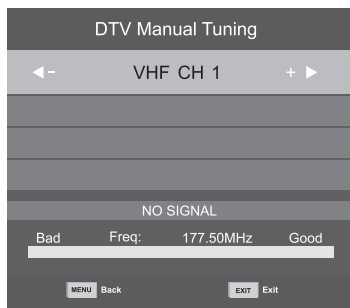 DTV Manual Tuning
- VHF CH 1 +
NO SIGNAL
Bad Freq: 177.50MHz Good
MENU Back EXIT Exit